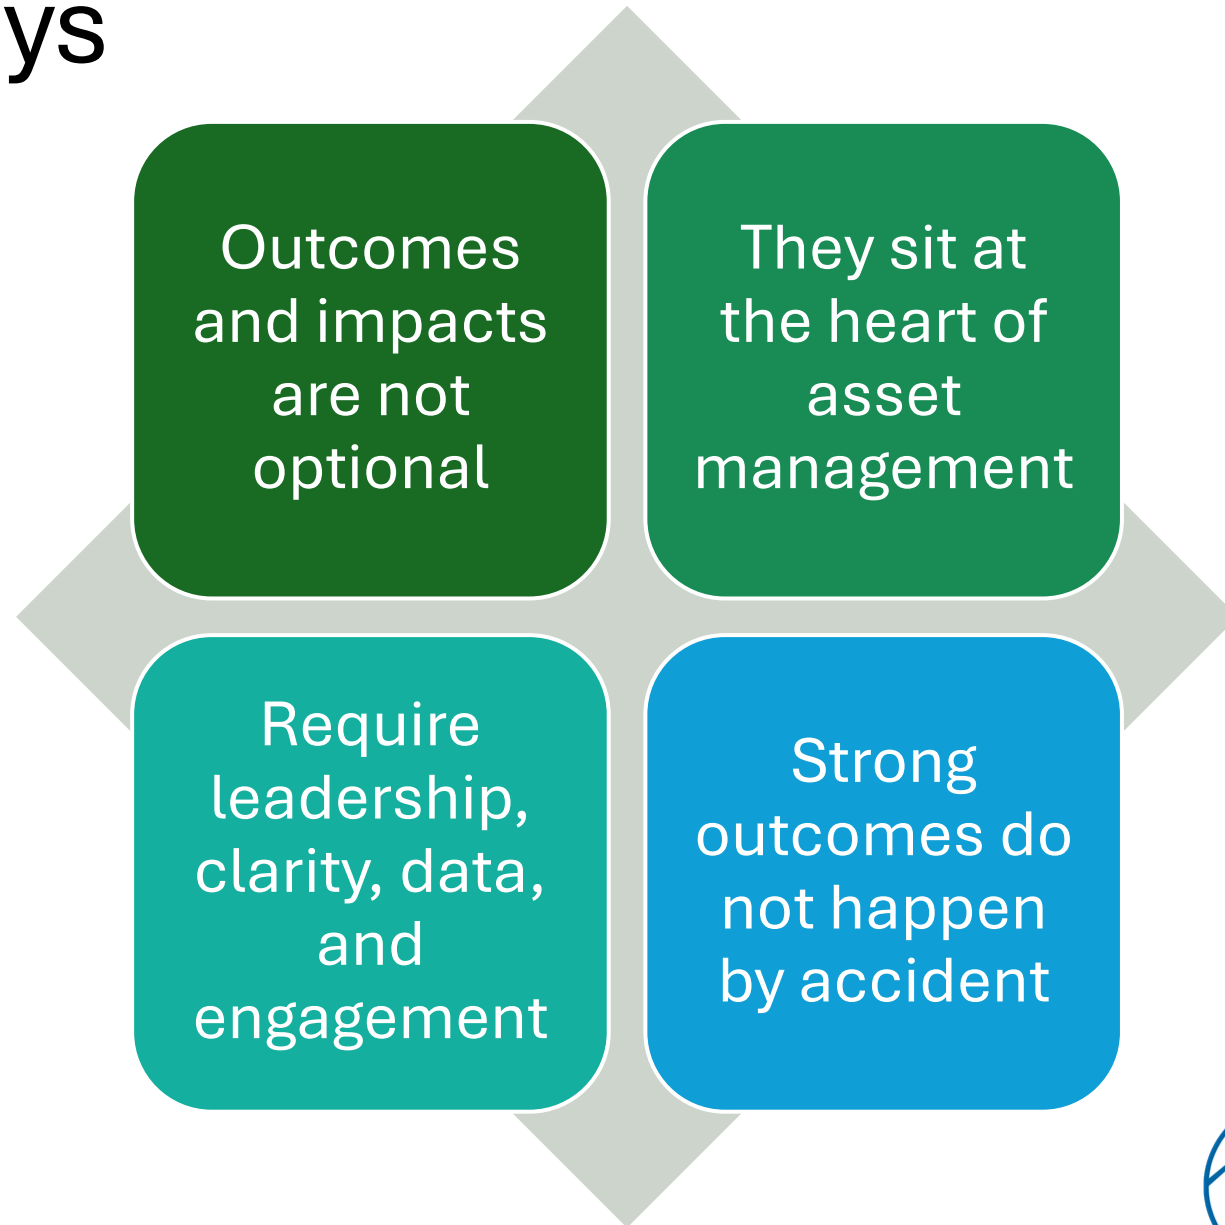 ys
Outcomes
and impacts
are not
optional
They sit at
the heart of
asset
management
Require
leadership,
clarity, data,
and
engagement
Strong
outcomes do
not happen
by accident